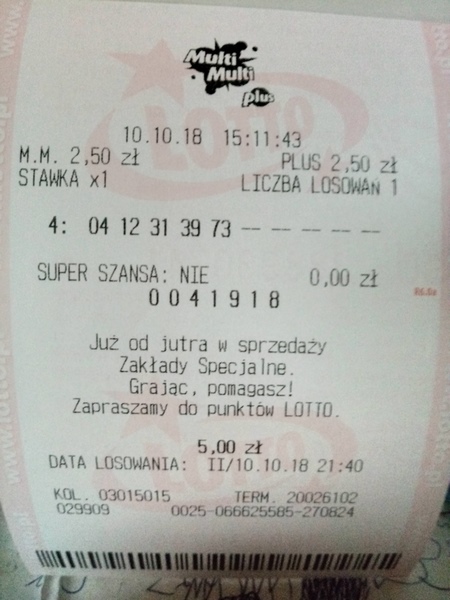 Multi
Multi
plus
10.10.18 15:11:43
M.M. 2,50 zł PLUS 2,50 zł
STAWKA x1 LICZBA LOSOWAŃ 1
4: 04 12 31 39 73 -- -- -- -- --
SUPER SZANSA: NIE 0,00 zł
0041918
Już od jutra w sprzedaży
Zakłady Specjalne.
Grając, pomagasz!
Zapraszamy do punktów LOTTO.
5,00 zł
DATA LOSOWANIA: II/10.10.18 21:40
KOL. 03015015 TERM. 20026102
029909 0025-066625585-270824
LOTTO
LOTTO